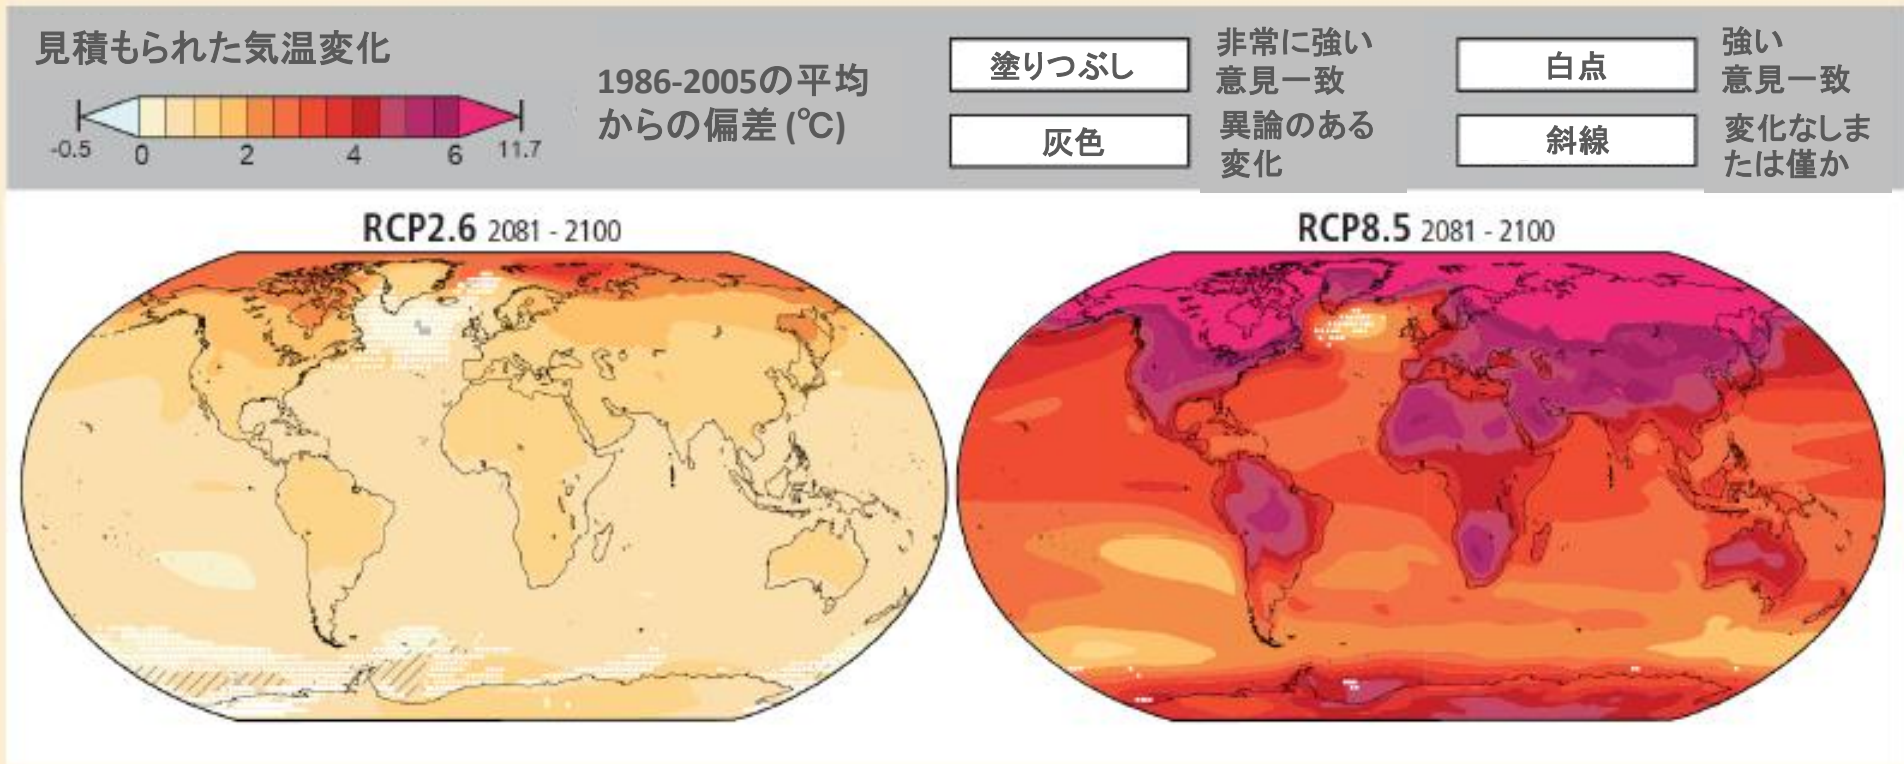 見積もられた気温変化
-0.5 0 2 4 6 11.7
1986-2005の平均
からの偏差 (℃)
塗りつぶし
非常に強い
意見一致
白点
強い
意見一致
灰色
異論のある
変化
斜線
変化なしま
たは僅か
RCP2.6 2081 - 2100
RCP8.5 2081 - 2100